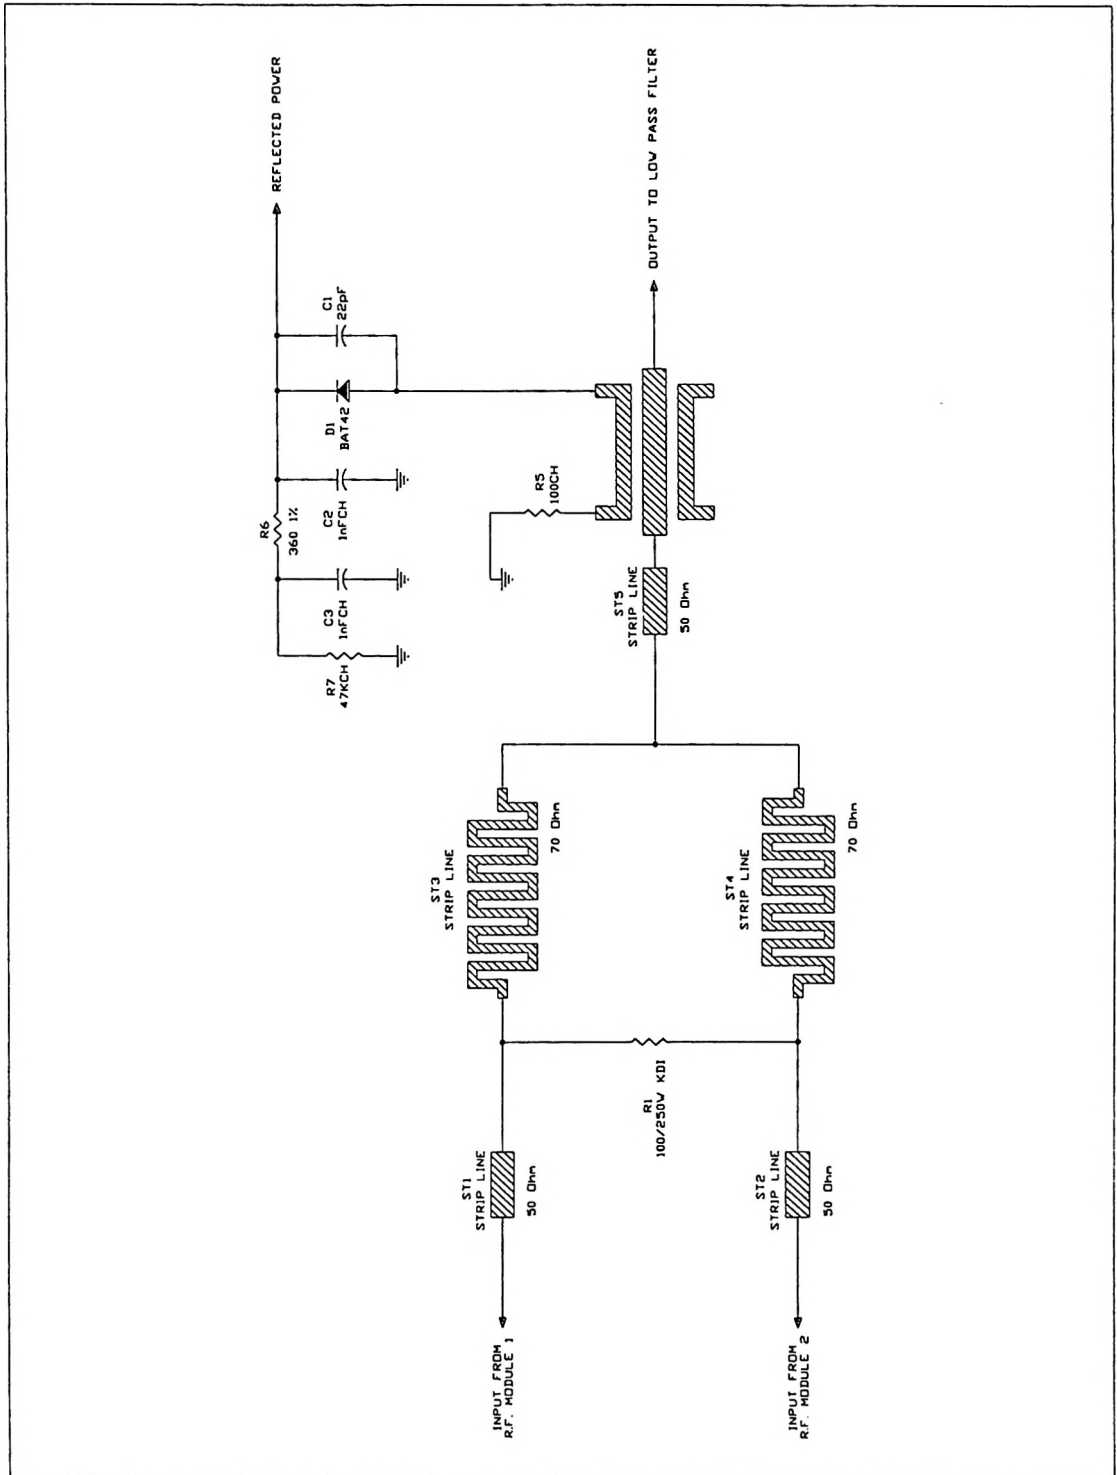 REFLECTED POWER
C1
22pF
D1
BAT42
C2
1nFCH
R6
360 1%
C3
1nFCH
R7
47KCH
OUTPUT TO LOW PASS FILTER
R5
100CH
ST5
STRIP LINE
50 Ohm
ST3
STRIP LINE
70 Ohm
ST4
STRIP LINE
70 Ohm
R1
100/250W KDI
ST1
STRIP LINE
50 Ohm
ST2
STRIP LINE
50 Ohm
INPUT FROM
R.F. MODULE 1
INPUT FROM
R.F. MODULE 2